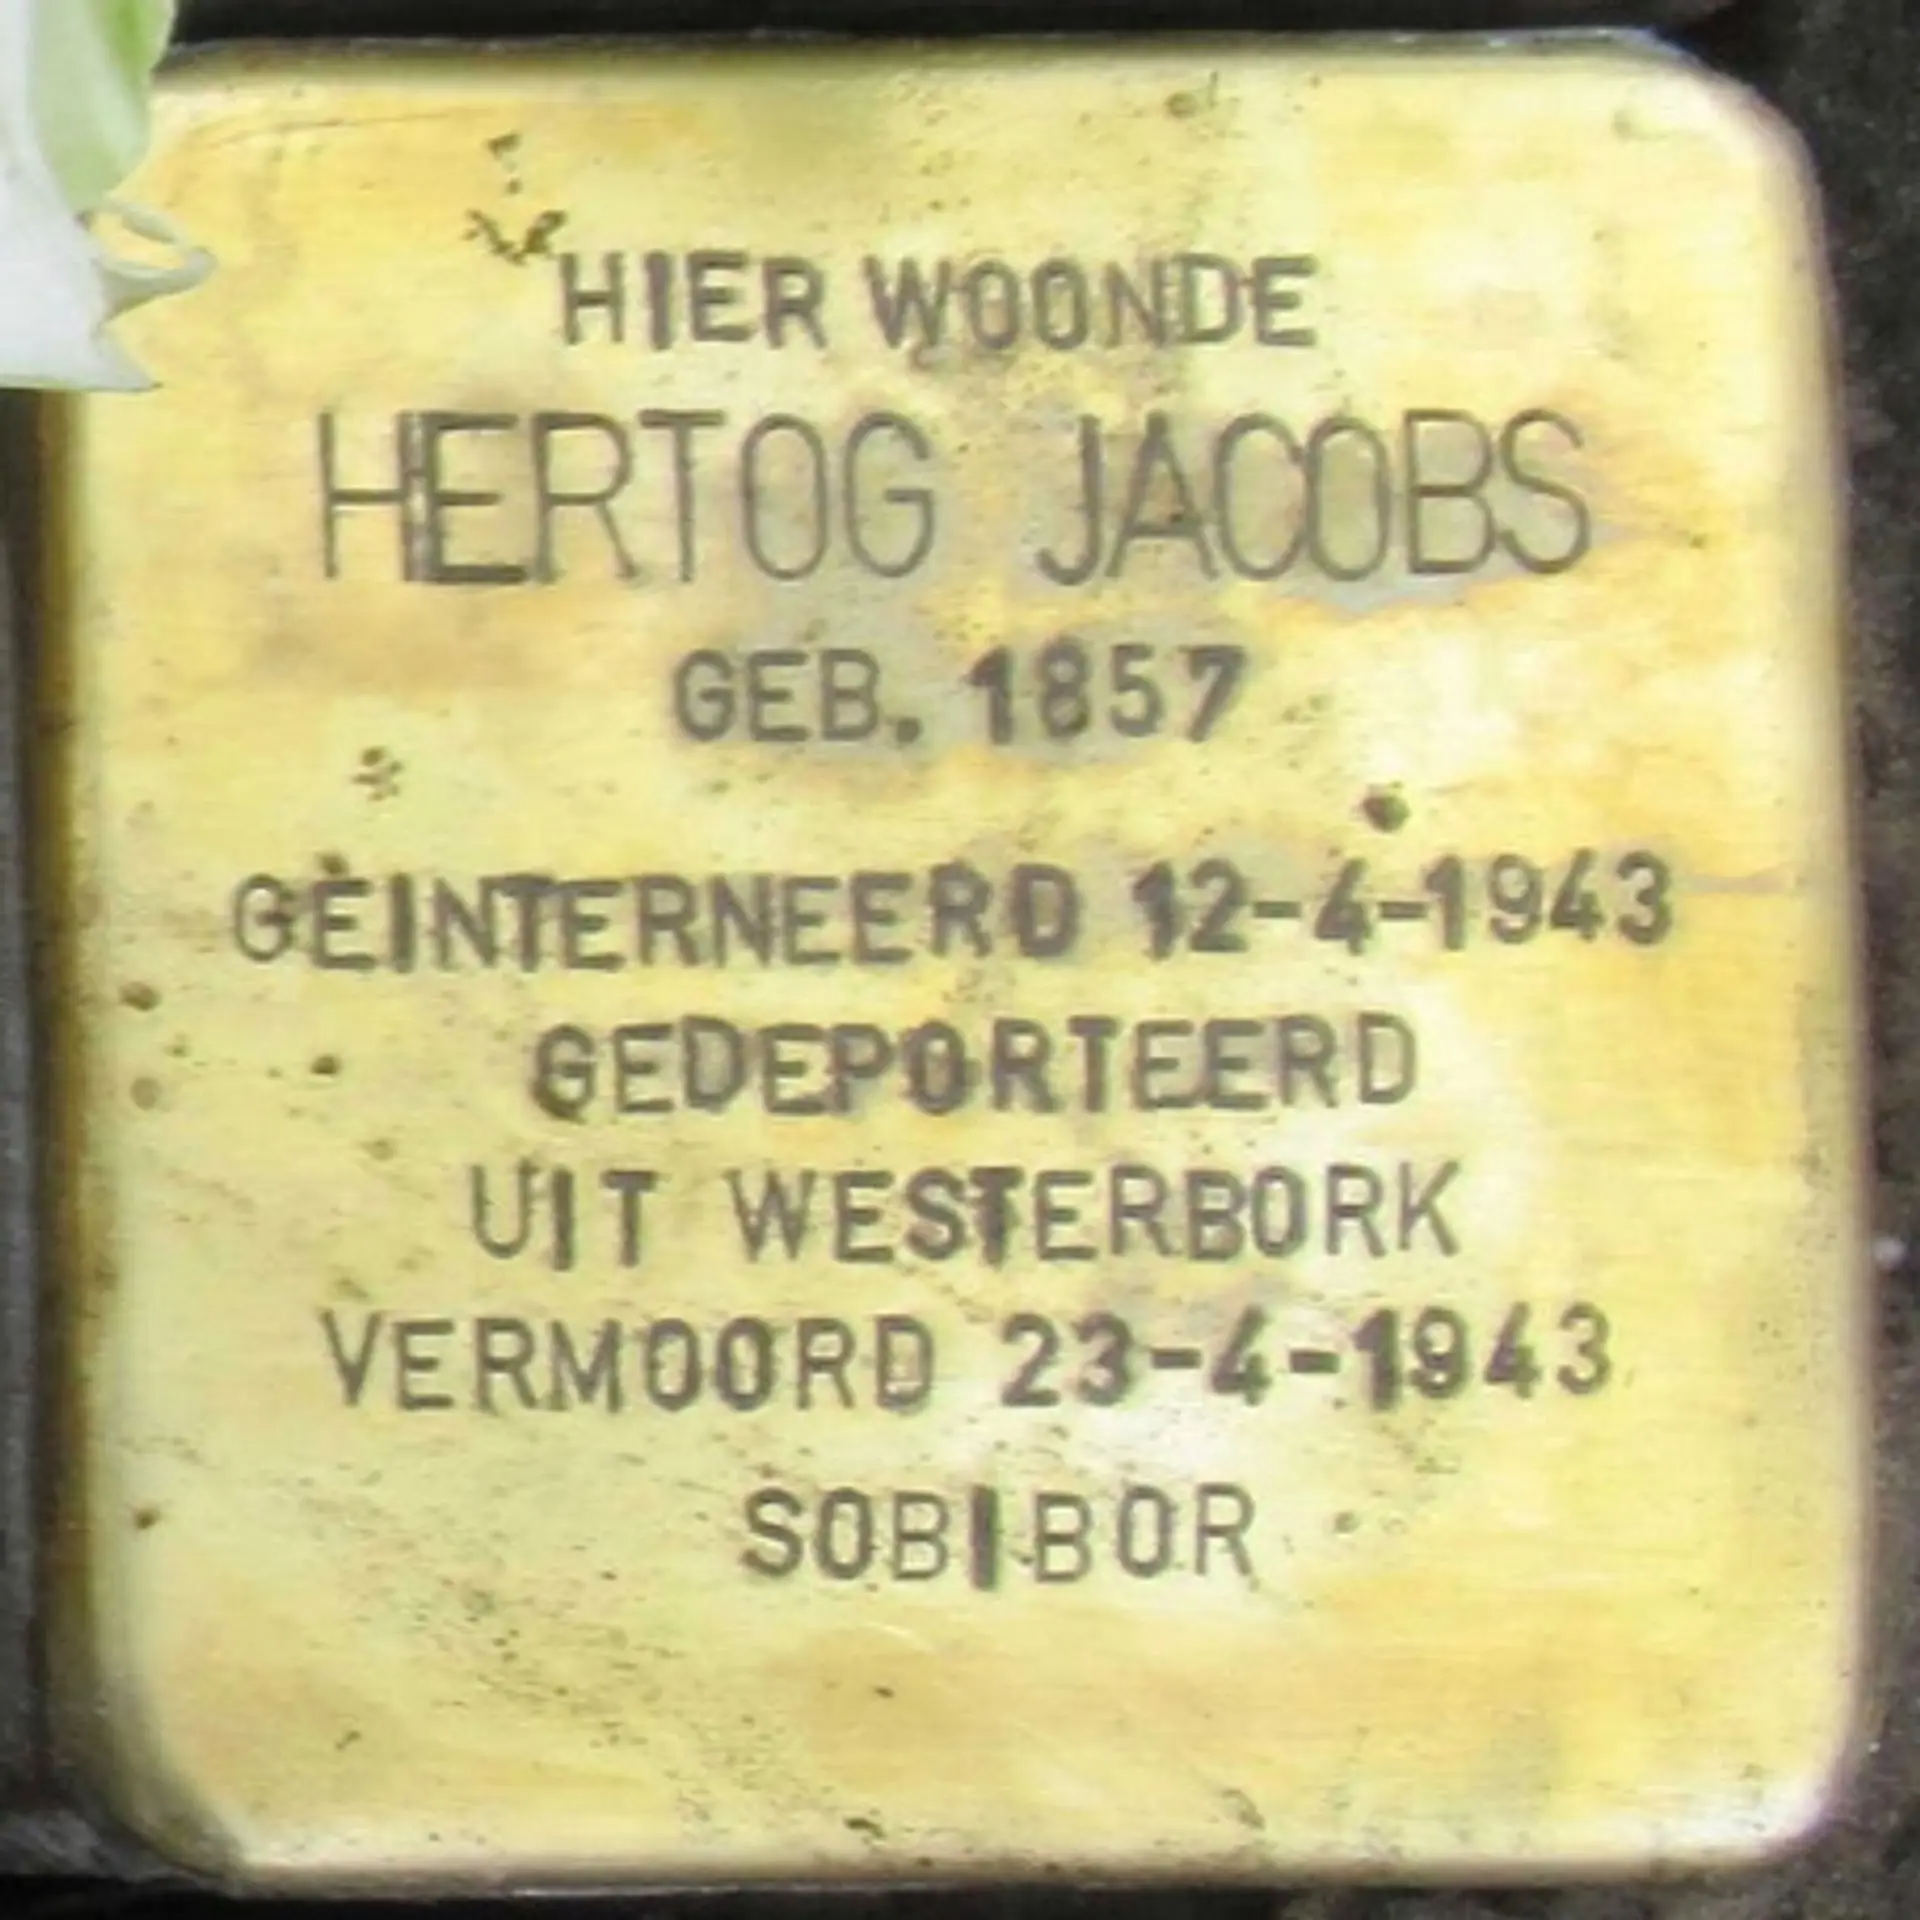 HIER WOONDE
HERTOG JACOBS
GEB. 1857
GEINTERNEERD 12-4-1943
GEDEPORTEERD
UIT WESTERBORK
VERMOORD 23-4-1943
SOBIBOR